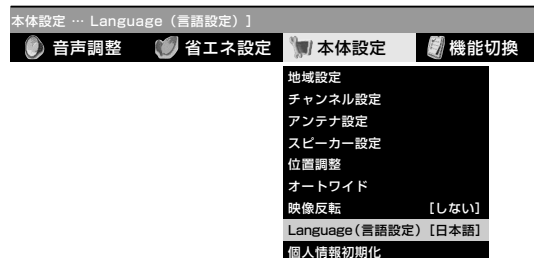 本体設定 … Language（言語設定）]
音声調整 省エネ設定 本体設定 機能切換
地域設定
チャンネル設定
アンテナ設定
スピーカー設定
位置調整
オートワイド
映像反転 [しない]
Language（言語設定）[日本語]
個人情報初期化